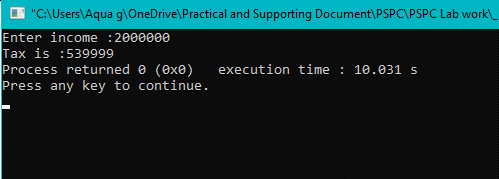 "C:\Users\Aqua g\OneDrive\Practical and Supporting Document\PSPC\PSPC Lab work\_
Enter income :2000000
Tax is :539999
Process returned 0 (0x0)   execution time : 10.031 s
Press any key to continue.